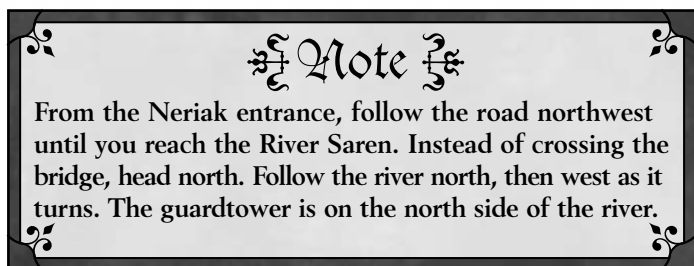 Note
From the Neriak entrance, follow the road northwest
until you reach the River Saren. Instead of crossing the
bridge, head north. Follow the river north, then west as it
turns. The guardtower is on the north side of the river.